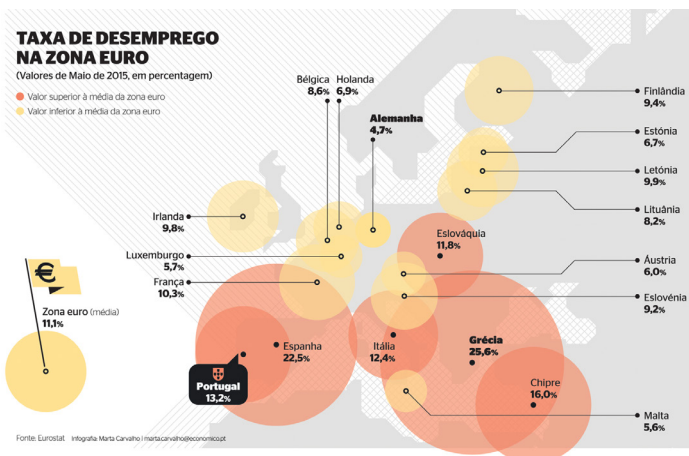 TAXA DE DESEMPREGO
NA ZONA EURO
(Valores de Maio de 2015, em percentagem)
Valor superior à média da zona euro
Valor inferior à média da zona euro
Bélgica
8,6%
Holanda
6,9%
Alemanha
4,7%
Finlândia
9,4%
Estónia
6,7%
Letónia
9,9%
Lituânia
8,2%
Irlanda
9,8%
Luxemburgo
5,7%
França
10,3%
Eslováquia
11,8%
Áustria
6,0%
Eslovénia
9,2%
€
Zona euro (média)
11,1%
Espanha
22,5%
Itália
12,4%
Grécia
25,6%
Portugal
13,2%
Chipre
16,0%
Malta
5,6%
Fonte: Eurostat Infografia: Marta Carvalho | marta.carvalho@economico.pt